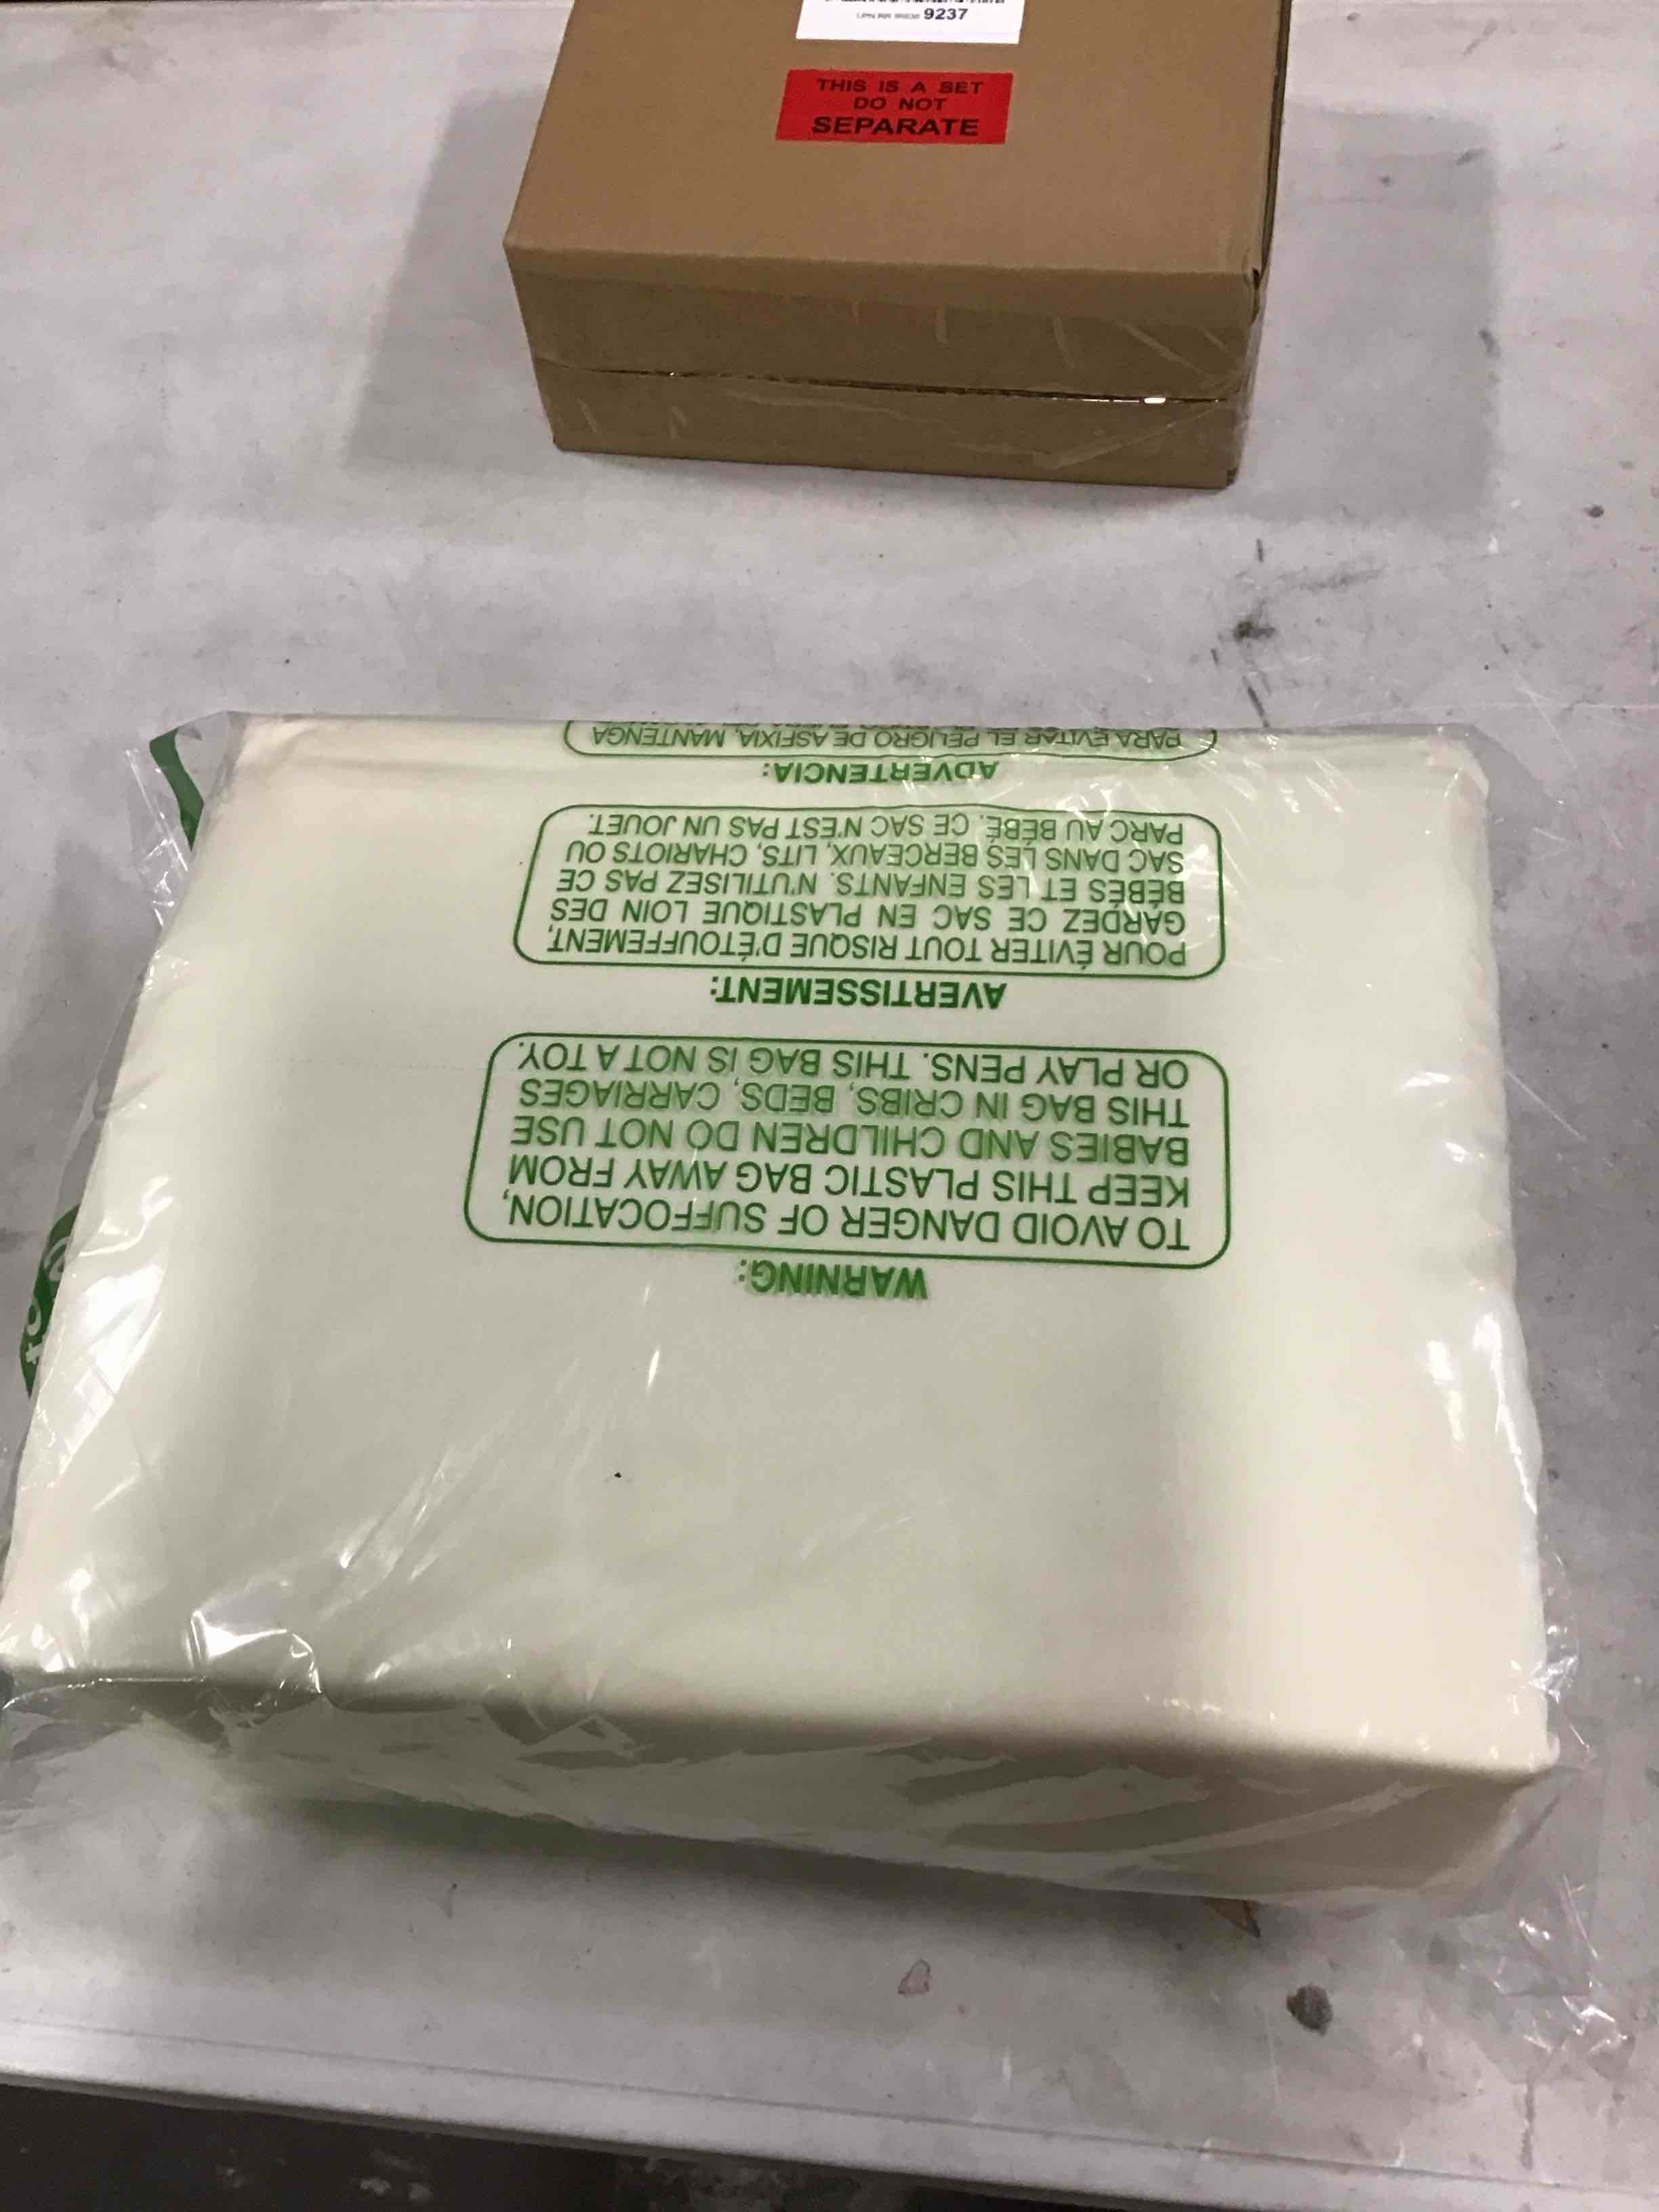 9237
THIS IS A SET
DO NOT
SEPARATE
WARNING:
TO AVOID DANGER OF SUFFOCATION,
KEEP THIS PLASTIC BAG AWAY FROM
BABIES AND CHILDREN DO NOT USE
THIS BAG IN CRIBS, BEDS, CARRIAGES
OR PLAY PENS. THIS BAG IS NOT A TOY.
AVERTISSEMENT:
POUR ÉVITER TOUT RISQUE D'ÉTOUFFEMENT,
GARDEZ CE SAC EN PLASTIQUE LOIN DES
BÉBÉS ET LES ENFANTS. N'UTILISEZ PAS CE
SAC DANS LES BERCEAUX, LITS, CHARIOTS OU
PARC AU BÉBÉ. CE SAC N'EST PAS UN JOUET.
ADVERTENCIA:
PARA EVITAR EL PELIGRO DE ASFIXIA, MANTENGA